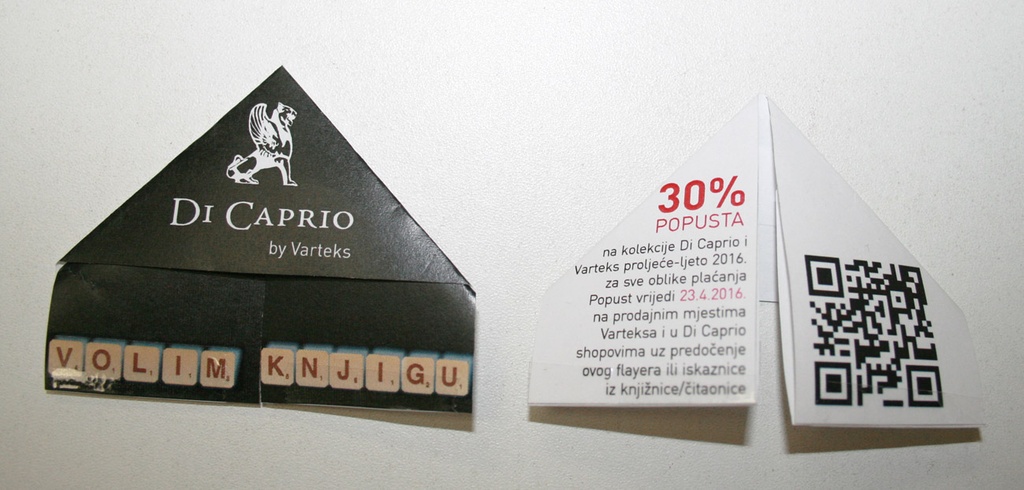 DI CAPRIO
by Varteks
VOLIM KNJIGU
30%
POPUSTA
na kolekcije Di Caprio i
Varteks proljeće-ljeto 2016.
za sve oblike plaćanja
Popust vrijedi 23.4.2016.
na prodajnim mjestima
Varteksa i u Di Caprio
shopovima uz predočenje
ovog flayera ili iskaznice
iz knjižnice/čitaonice